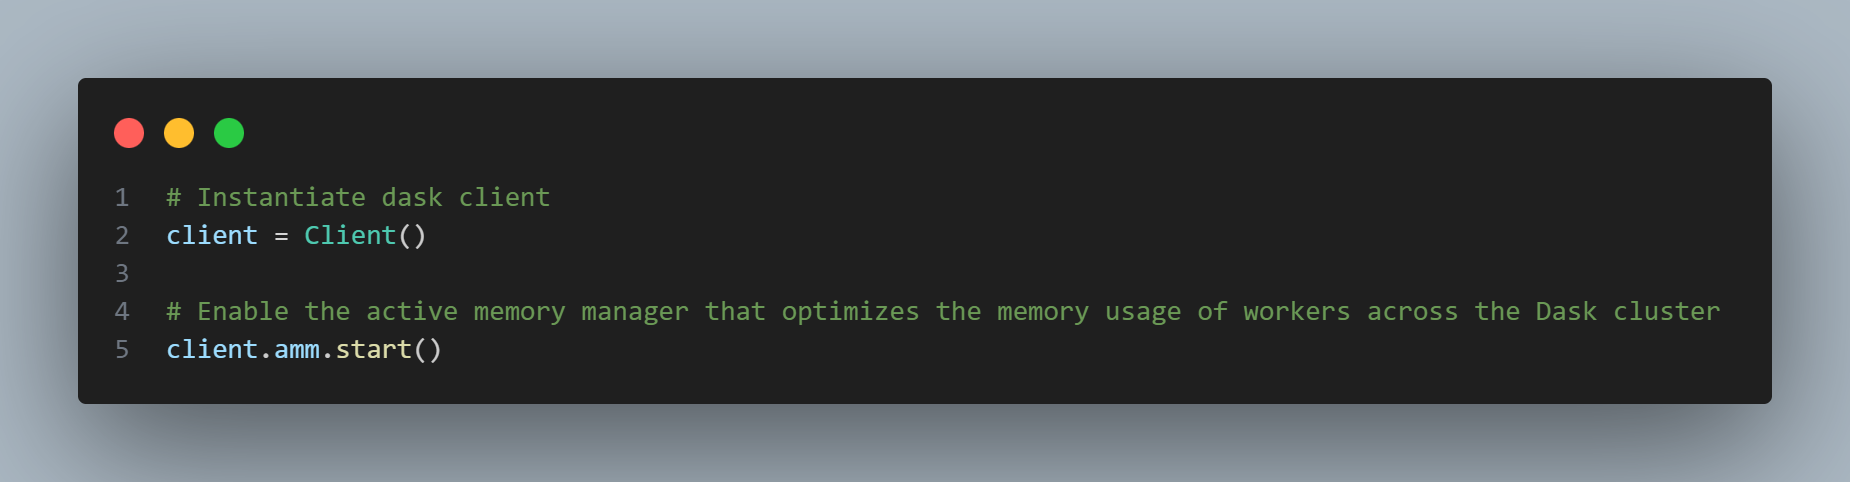 1 # Instantiate dask client
2 client = Client()
3
4 # Enable the active memory manager that optimizes the memory usage of workers across the Dask cluster
5 client.amm.start()